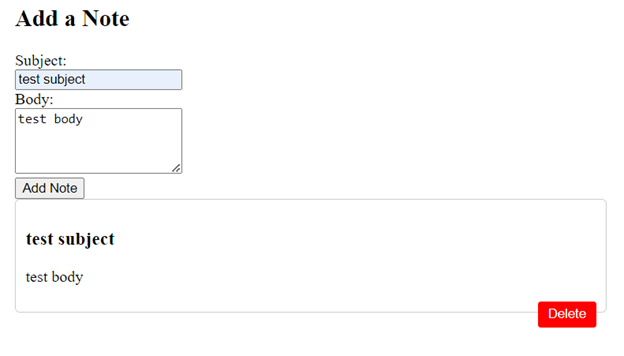 Add a Note
Subject:
test subject
Body:
test body
Add Note
test subject
test body
Delete